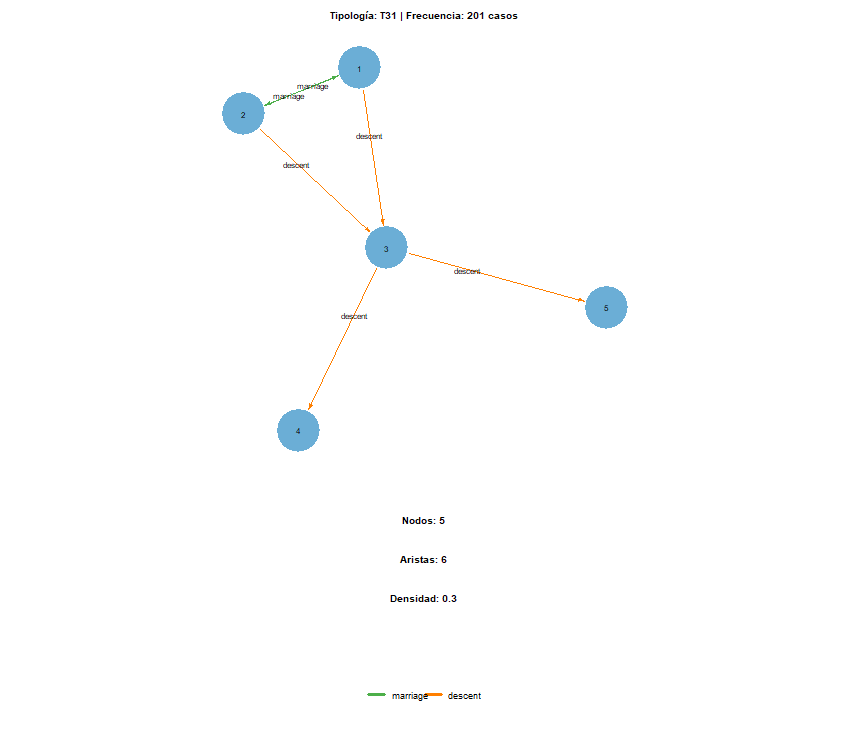 Tipología: T31 | Frecuencia: 201 casos
1
marriage
marriage
2
descent
descent
3
descent
5
descent
4
Nodos: 5
Aristas: 6
Densidad: 0.3
marriage descent